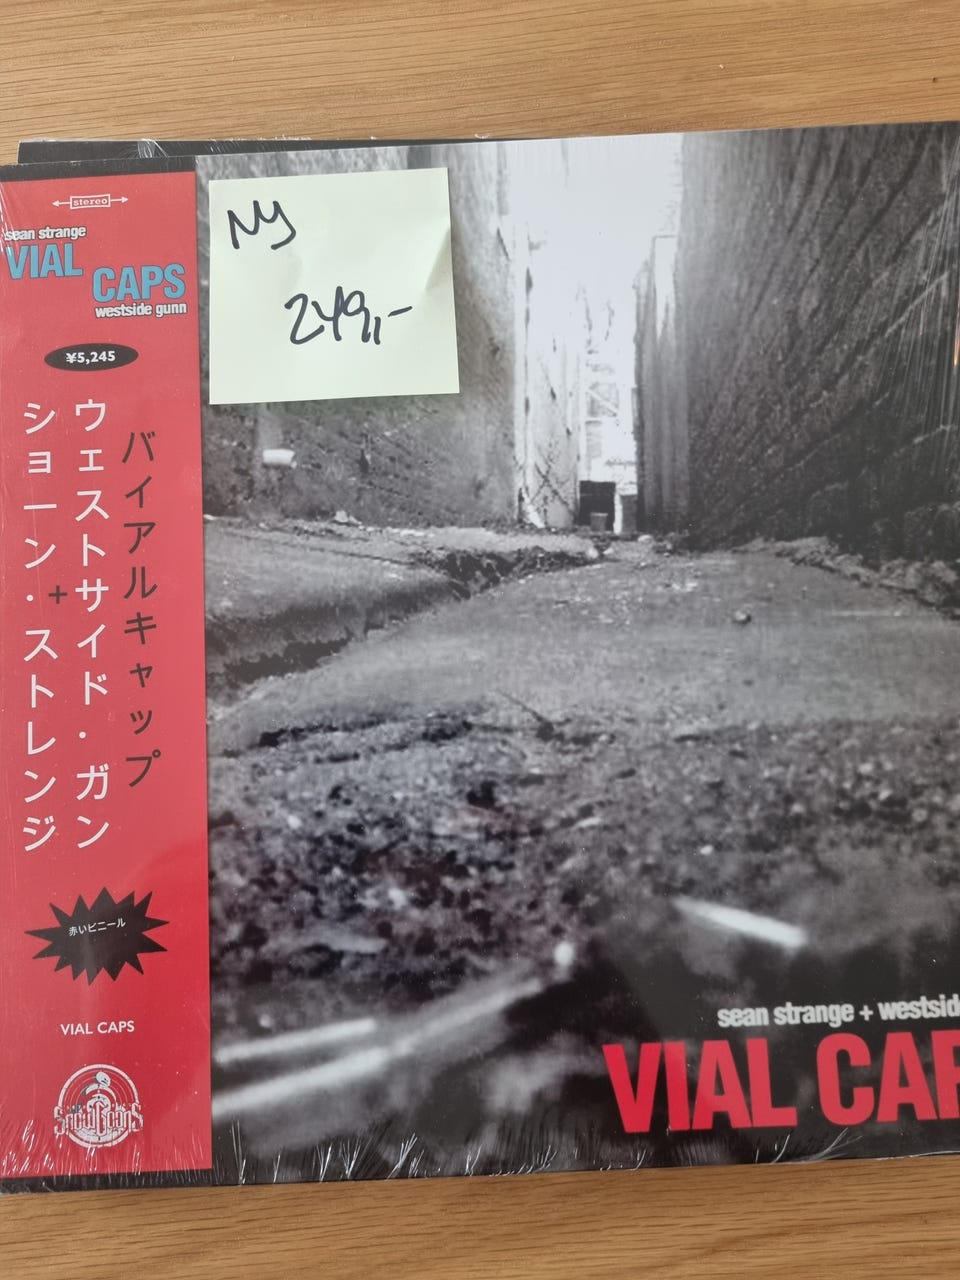 NY
249,-
stereo
sean strange
VIAL
CAPS
westside gunn
¥5,245
バイアルキャップ
ウェストサイド・ガン
+
ショーン・ストレンジ
赤いビニール
VIAL CAPS
SnowGoons
sean strange + westside
VIAL CAP